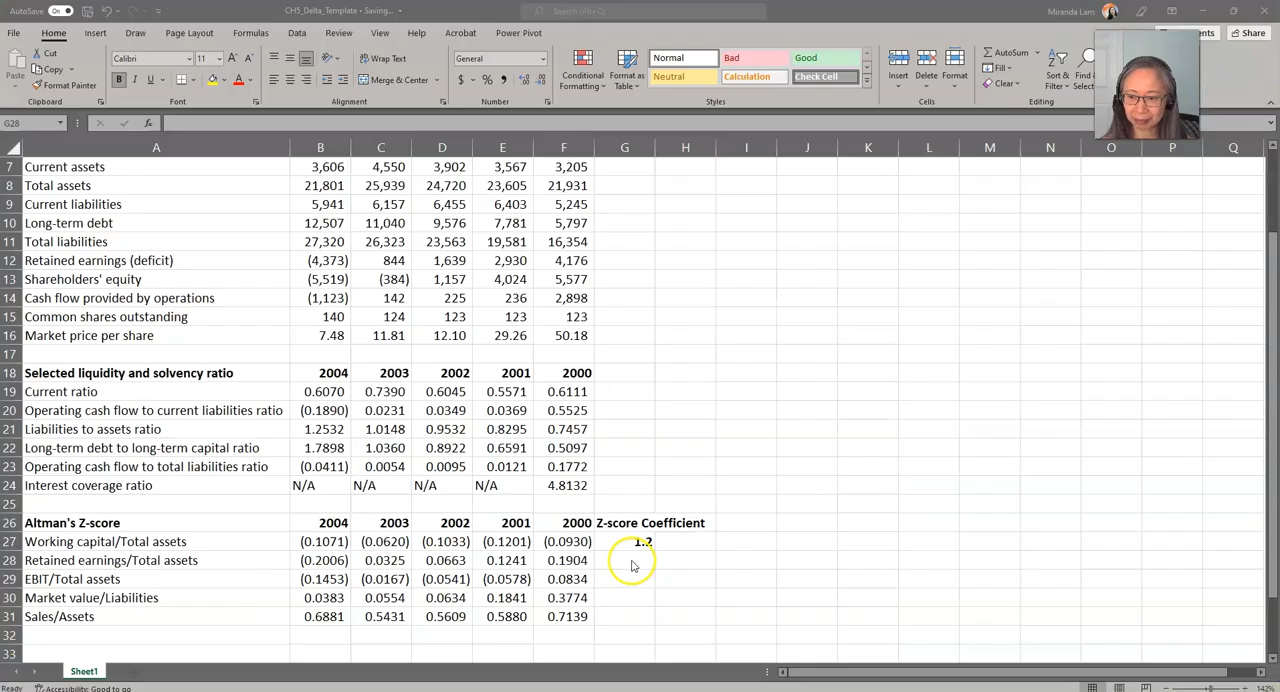 AutoSave On CH5_Delta_Template • Saving... Search (Alt+Q) Miranda Lam
File Home Insert Draw Page Layout Formulas Data Review View Help Acrobat Power Pivot Share
Paste Cut Calibri 11 Wrap Text General Conditional Formatting Format as Table Normal Bad Good Insert Delete Format AutoSum
Copy Fill Sort &
Format Painter B I U Merge & Center $ % Neutral Calculation Check Cell Clear
Clipboard Font Alignment Number Styles Cells Editing
G28 fx
A B C D E F G H I J K L M N O P Q
7 Current assets 3,606 4,550 3,902 3,567 3,205
8 Total assets 21,801 25,939 24,720 23,605 21,931
9 Current liabilities 5,941 6,157 6,455 6,403 5,245
10 Long-term debt 12,507 11,040 9,576 7,781 5,797
11 Total liabilities 27,320 26,323 23,563 19,581 16,354
12 Retained earnings (deficit) (4,373) 844 1,639 2,930 4,176
13 Shareholders' equity (5,519) (384) 1,157 4,024 5,577
14 Cash flow provided by operations (1,123) 142 225 236 2,898
15 Common shares outstanding 140 124 123 123 123
16 Market price per share 7.48 11.81 12.10 29.26 50.18
17
18 Selected liquidity and solvency ratio 2004 2003 2002 2001 2000
19 Current ratio 0.6070 0.7390 0.6045 0.5571 0.6111
20 Operating cash flow to current liabilities ratio (0.1890) 0.0231 0.0349 0.0369 0.5525
21 Liabilities to assets ratio 1.2532 1.0148 0.9532 0.8295 0.7457
22 Long-term debt to long-term capital ratio 1.7898 1.0360 0.8922 0.6591 0.5097
23 Operating cash flow to total liabilities ratio (0.0411) 0.0054 0.0095 0.0121 0.1772
24 Interest coverage ratio N/A N/A N/A N/A 4.8132
25
26 Altman's Z-score 2004 2003 2002 2001 2000 Z-score Coefficient
27 Working capital/Total assets (0.1071) (0.0620) (0.1033) (0.1201) (0.0930) 1.2
28 Retained earnings/Total assets (0.2006) 0.0325 0.0663 0.1241 0.1904
29 EBIT/Total assets (0.1453) (0.0167) (0.0541) (0.0578) 0.0834
30 Market value/Liabilities 0.0383 0.0554 0.0634 0.1841 0.3774
31 Sales/Assets 0.6881 0.5431 0.5609 0.5880 0.7139
32
33
Sheet1
Ready Accessibility: Good to go 142%